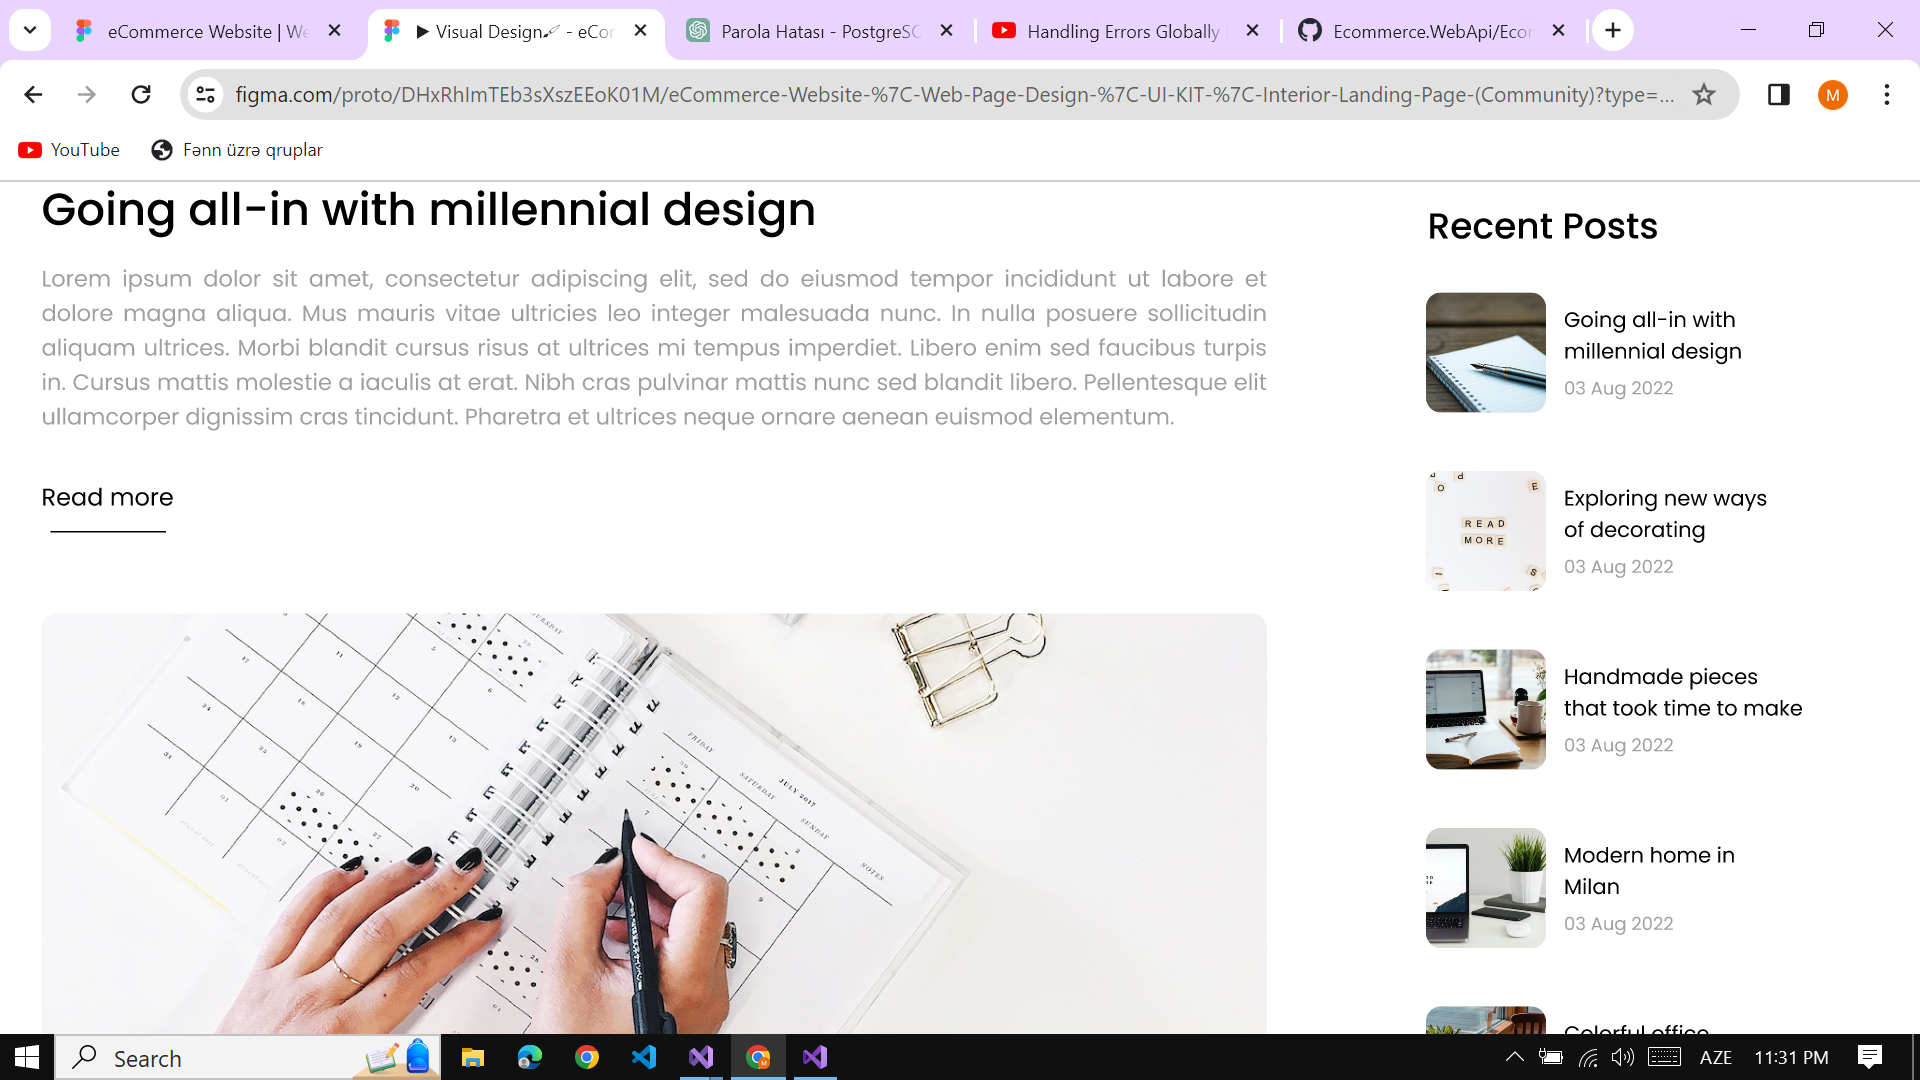 eCommerce Website | We
▶ Visual Design🖌 - eCor
Parola Hatası - PostgreSQ
Handling Errors Globally
Ecommerce.WebApi/Ecor
figma.com/proto/DHxRhImTEb3sXszEEoK01M/eCommerce-Website-%7C-Web-Page-Design-%7C-UI-KIT-%7C-Interior-Landing-Page-(Community)?type=...
M
YouTube
Fənn üzrə qruplar
Going all-in with millennial design
Lorem ipsum dolor sit amet, consectetur adipiscing elit, sed do eiusmod tempor incididunt ut labore et
dolore magna aliqua. Mus mauris vitae ultricies leo integer malesuada nunc. In nulla posuere sollicitudin
aliquam ultrices. Morbi blandit cursus risus at ultrices mi tempus imperdiet. Libero enim sed faucibus turpis
in. Cursus mattis molestie a iaculis at erat. Nibh cras pulvinar mattis nunc sed blandit libero. Pellentesque elit
ullamcorper dignissim cras tincidunt. Pharetra et ultrices neque ornare aenean euismod elementum.
Read more
FRIDAY
SATURDAY
JULY 2017
SUNDAY
NOTES
Recent Posts
Going all-in with
millennial design
03 Aug 2022
READ
MORE
Exploring new ways
of decorating
03 Aug 2022
Handmade pieces
that took time to make
03 Aug 2022
Modern home in
Milan
03 Aug 2022
Colorful office
Search
AZE
11:31 PM